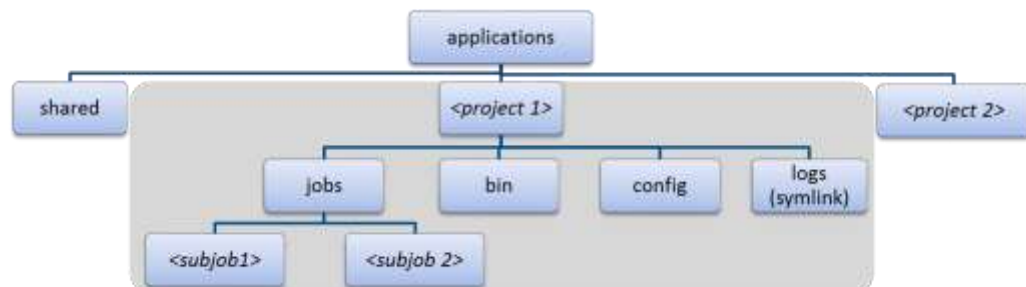 applications
shared
<project 1>
<project 2>
jobs
bin
config
logs
(symlink)
<subjob1>
<subjob 2>